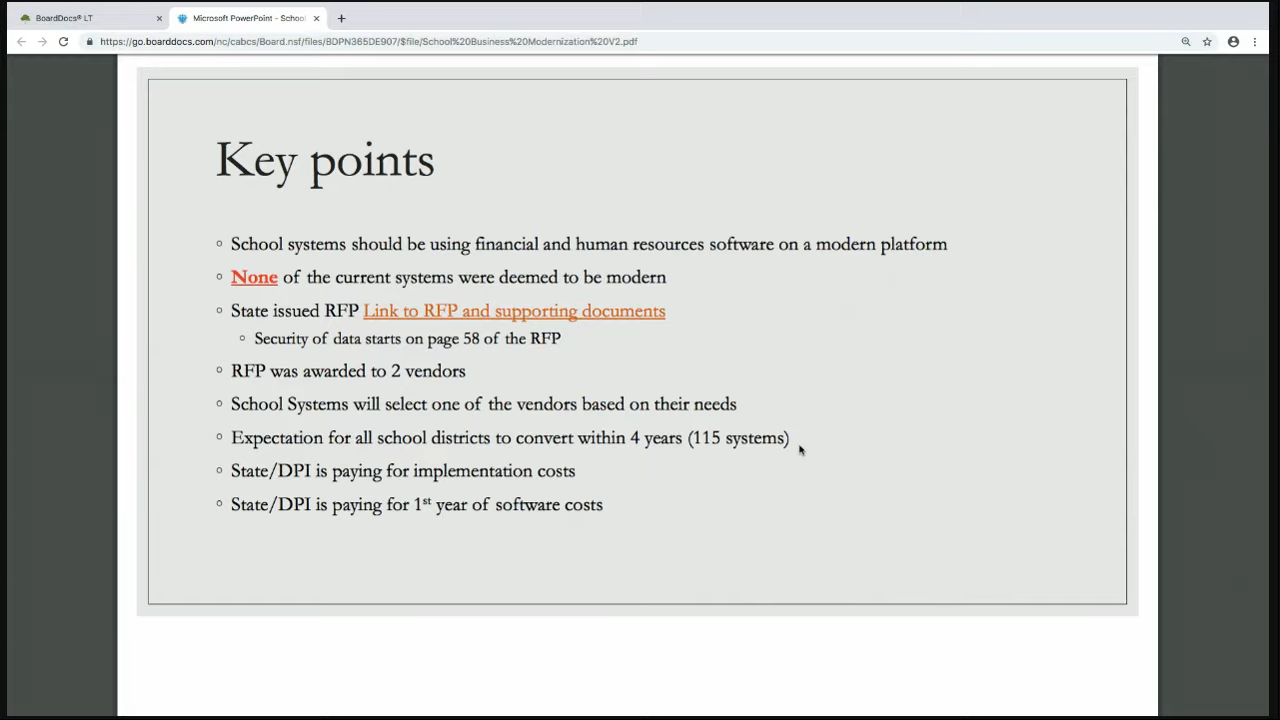 BoardDocs® LT
Microsoft PowerPoint - School
https://go.boarddocs.com/nc/cabcs/Board.nsf/files/BDPN365DE907/$file/School%20Business%20Modernization%20V2.pdf
Key points
School systems should be using financial and human resources software on a modern platform
None of the current systems were deemed to be modern
State issued RFP Link to RFP and supporting documents
Security of data starts on page 58 of the RFP
RFP was awarded to 2 vendors
School Systems will select one of the vendors based on their needs
Expectation for all school districts to convert within 4 years (115 systems)
State/DPI is paying for implementation costs
State/DPI is paying for 1st year of software costs